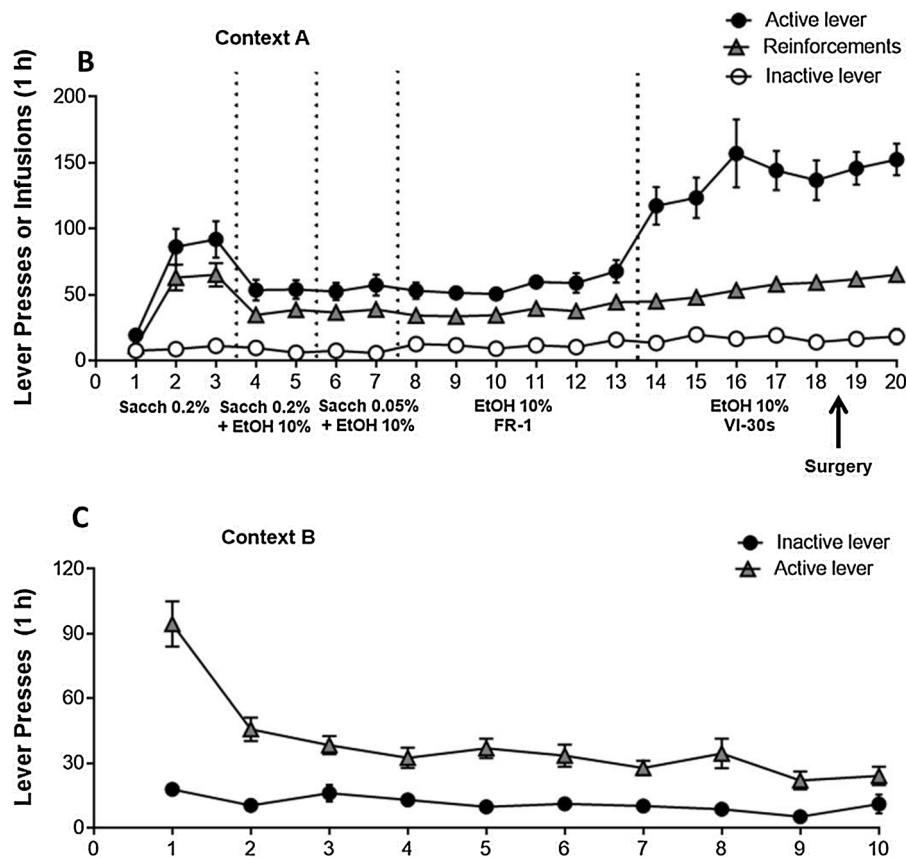 B
Context A
Active lever
Reinforcements
Inactive lever
Lever Presses or Infusions (1 h)
200
150
100
50
0
0 1 2 3 4 5 6 7 8 9 10 11 12 13 14 15 16 17 18 19 20
Sacch 0.2%
Sacch 0.2%
+ EtOH 10%
Sacch 0.05%
+ EtOH 10%
EtOH 10%
FR-1
EtOH 10%
VI-30s
Surgery
C
Context B
Inactive lever
Active lever
Lever Presses (1 h)
120
90
60
30
0
0 1 2 3 4 5 6 7 8 9 10